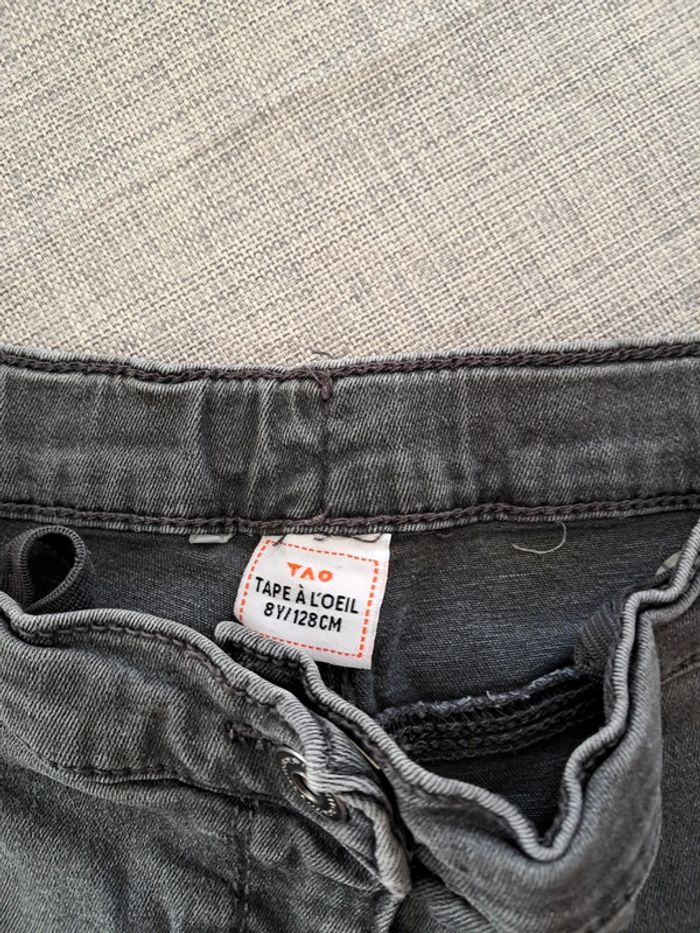 TAO
TAPE À L'OEIL
8Y/128CM